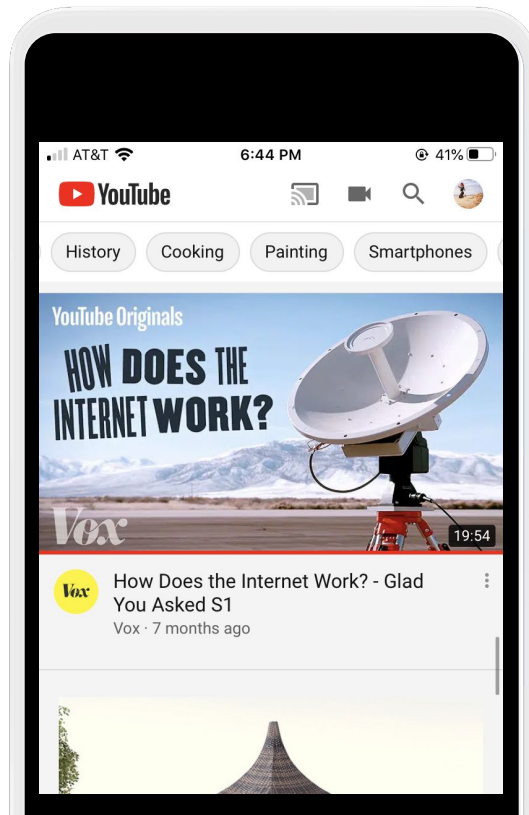 AT&T 6:44 PM 41%
YouTube
History Cooking Painting Smartphones
YouTube Originals
HOW DOES THE
INTERNET WORK?
Vox
19:54
Vox
How Does the Internet Work? - Glad
You Asked S1
Vox · 7 months ago